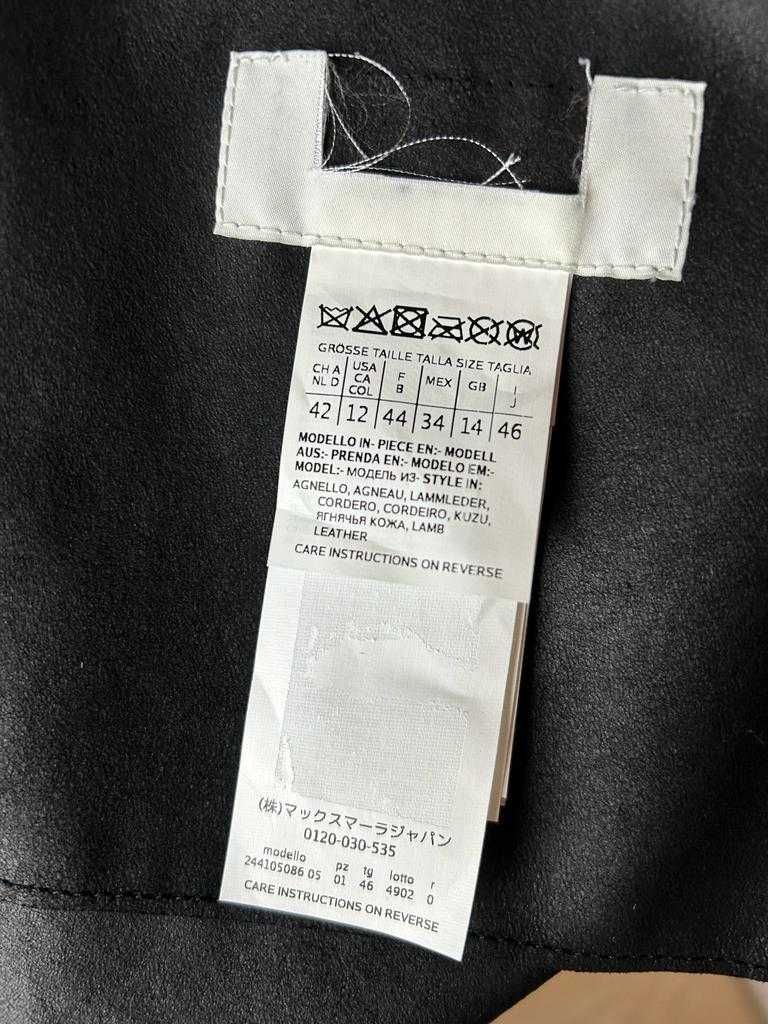 GRÖSSE TAILLE TALLA SIZE TAGLIA
CH A NL D | USA CA COL | F B | MEX | GB | I J
42 | 12 | 44 | 34 | 14 | 46
MODELLO IN- PIECE EN:- MODELL
AUS:- PRENDA EN:- MODELO EM:-
MODEL:- МОДЕЛЬ ИЗ- STYLE IN:
AGNELLO, AGNEAU, LAMMLEDER,
CORDERO, CORDEIRO, KUZU,
ЯГНЯЧЬЯ КОЖА, LAMB
LEATHER
CARE INSTRUCTIONS ON REVERSE
(株)マックスマーラジャパン
0120-030-535
modello pz tg lotto r
244105086 05 01 46 4902 0
CARE INSTRUCTIONS ON REVERSE